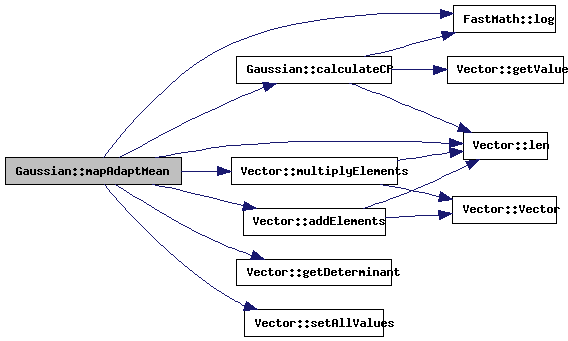 FastMath::log
Gaussian::calculateCP
Vector::getValue
Vector::len
Gaussian::mapAdaptMean
Vector::multiplyElements
Vector::Vector
Vector::addElements
Vector::getDeterminant
Vector::setAllValues